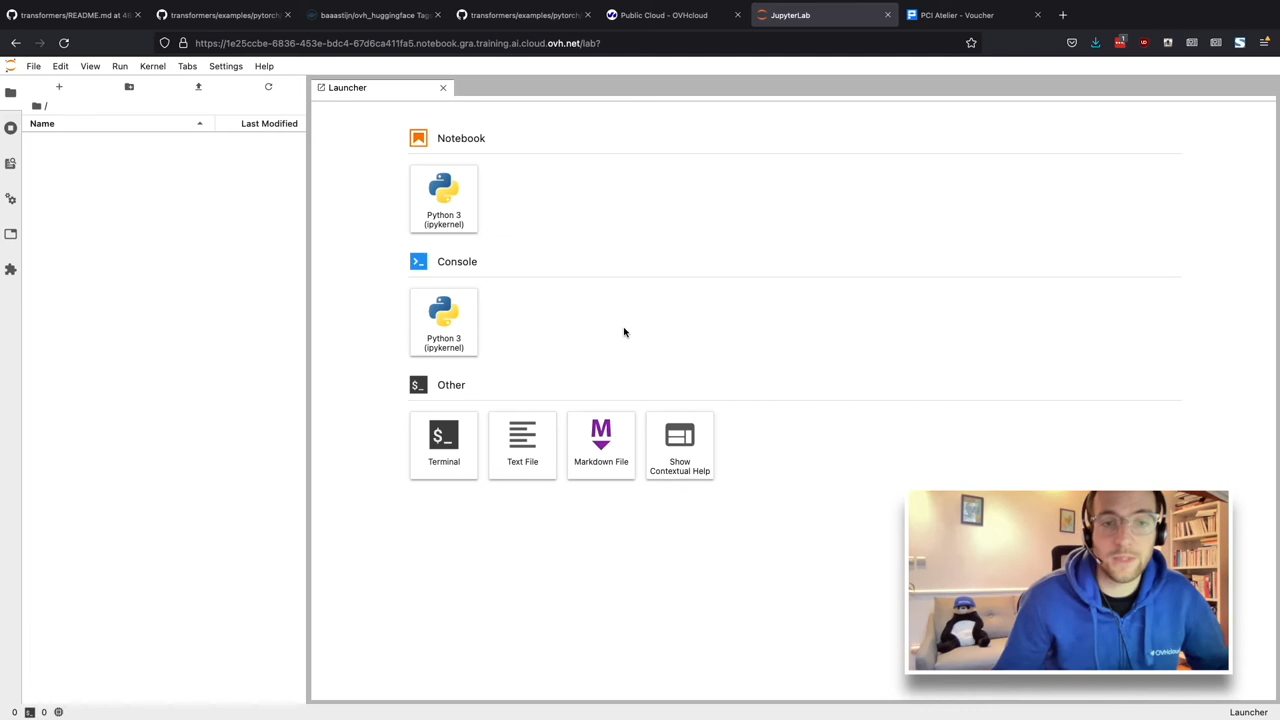 transformers/README.md at 46
transformers/examples/pytorch
baaastijn/ovh_huggingface Tags
transformers/examples/pytorch
Public Cloud - OVHcloud
JupyterLab
PCI Atelier - Voucher
https://1e25ccbe-6836-453e-bdc4-67d6ca411fa5.notebook.gra.training.ai.cloud.ovh.net/lab?
File Edit View Run Kernel Tabs Settings Help
Launcher
/
Name Last Modified
Notebook
Python 3
(ipykernel)
Console
Python 3
(ipykernel)
$_ Other
$_
Terminal
Text File
M
Markdown File
Show
Contextual Help
OVHcloud
0 $_ 0
Launcher